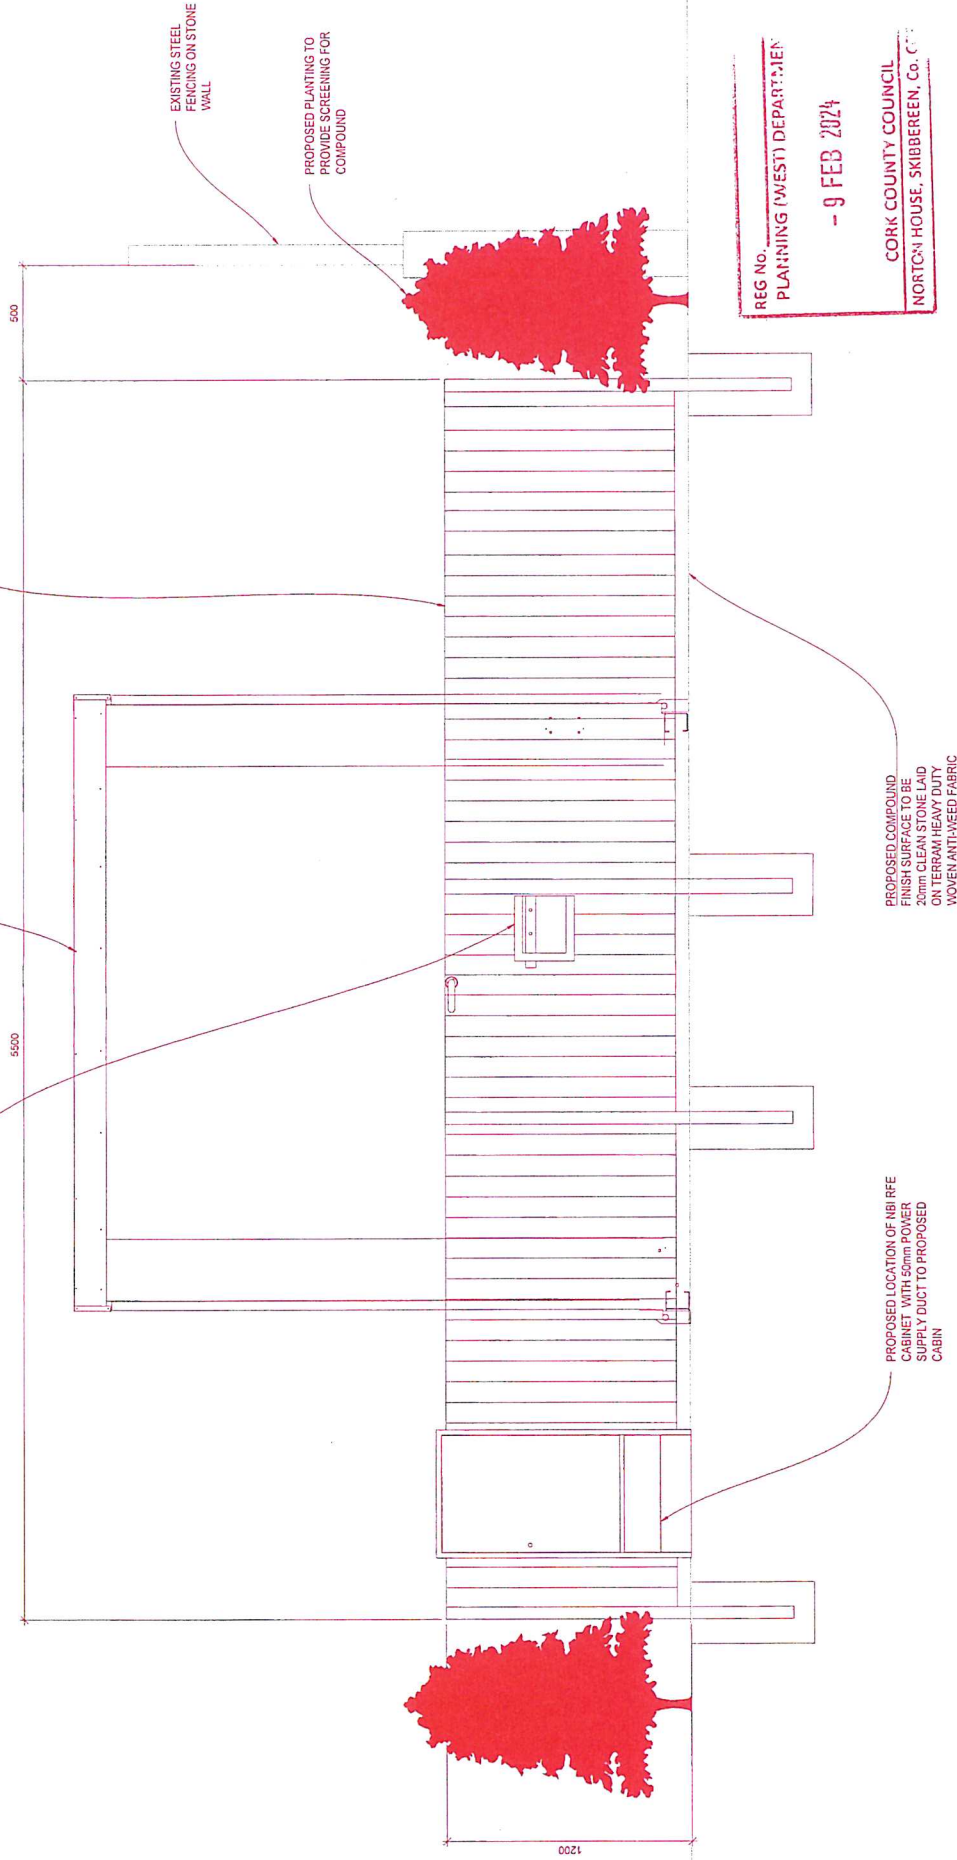 500
5500
EXISTING STEEL
FENCING ON STONE
WALL
PROPOSED PLANTING TO
PROVIDE SCREENING FOR
COMPOUND
1200
PROPOSED LOCATION OF NBI RFE
CABINET WITH 50mm POWER
SUPPLY DUCT TO PROPOSED
CABIN
PROPOSED COMPOUND
FINISH SURFACE TO BE
20mm CLEAN STONE LAID
ON TERRAM HEAVY DUTY
WOVEN ANTI-WEED FABRIC
REG No.
PLANNING (WEST) DEPARTMEN
- 9 FEB 2024
CORK COUNTY COUNCIL
NORTON HOUSE, SKIBBEREEN, Co.